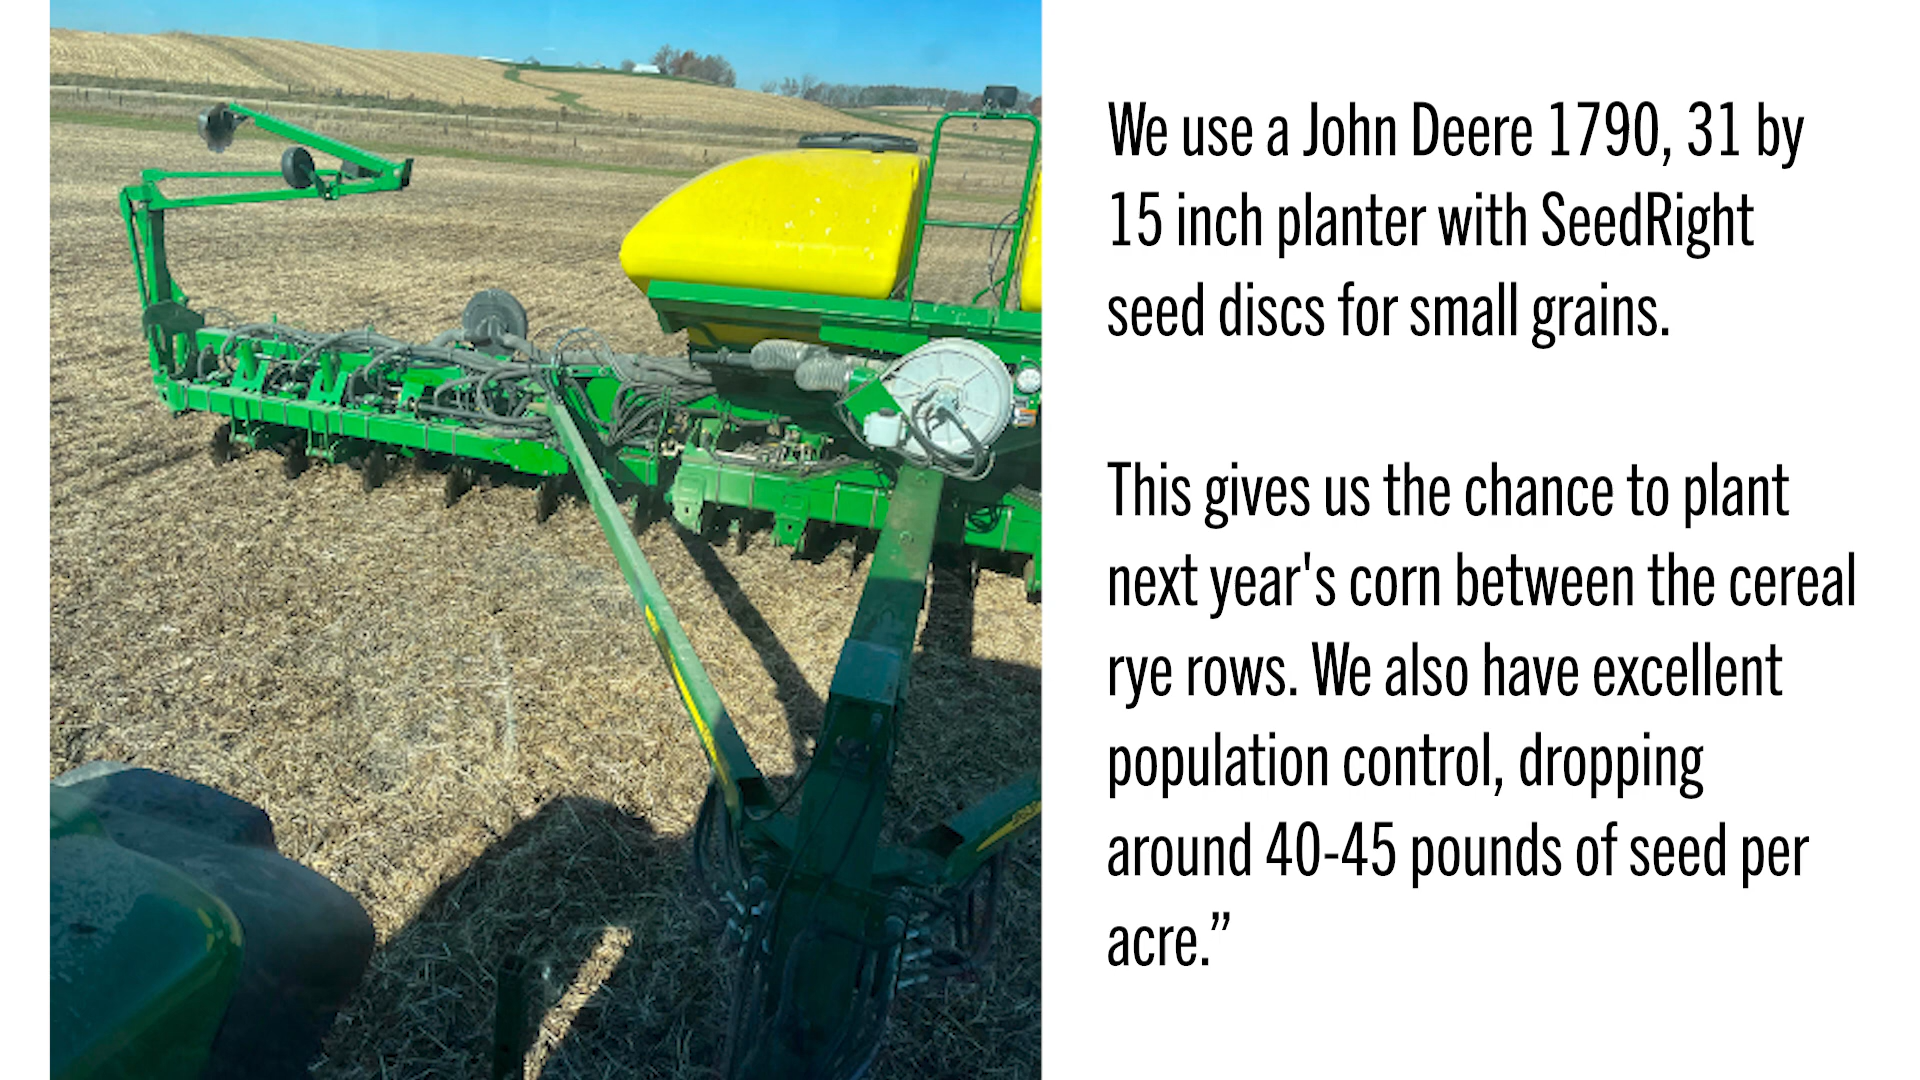 We use a John Deere 1790, 31 by
15 inch planter with SeedRight
seed discs for small grains.
This gives us the chance to plant
next year's corn between the cereal
rye rows. We also have excellent
population control, dropping
around 40-45 pounds of seed per
acre.”